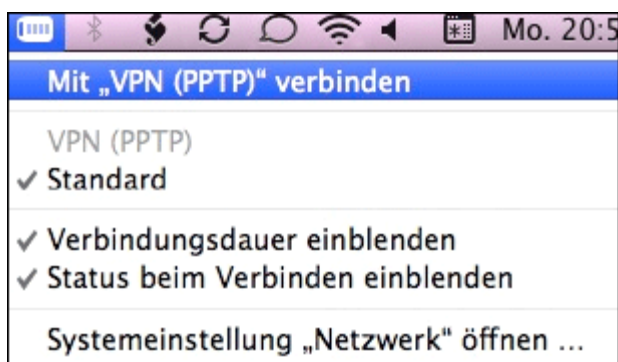 Mo. 20:5
Mit „VPN (PPTP)“ verbinden
VPN (PPTP)
✓ Standard
✓ Verbindungsdauer einblenden
✓ Status beim Verbinden einblenden
Systemeinstellung „Netzwerk“ öffnen ...